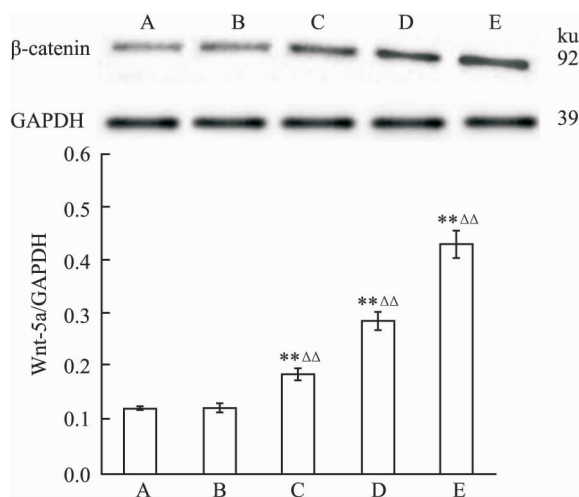 A B C D E ku
β-catenin 92
GAPDH 39
0.6
0.5
**ΔΔ
0.4
Wnt-5a/GAPDH
0.3
**ΔΔ
0.2
**ΔΔ
0.1
0.0
A B C D E